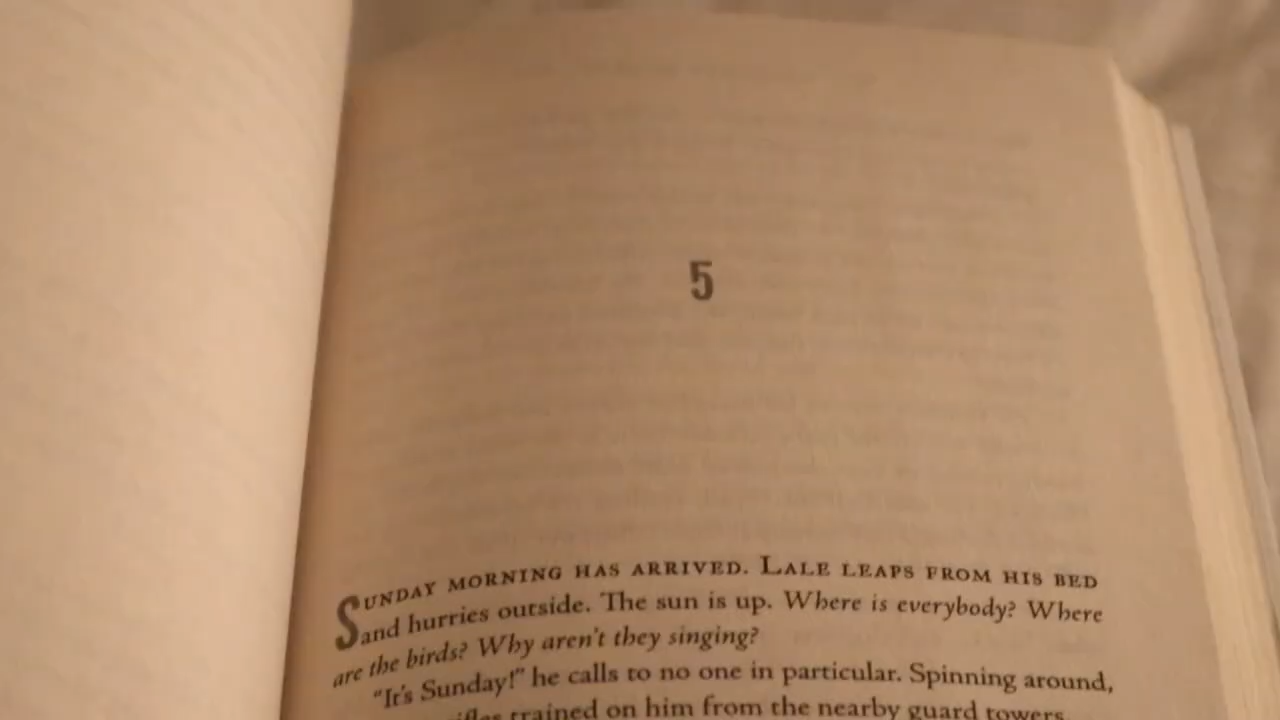 5
SUNDAY MORNING HAS ARRIVED. LALE LEAPS FROM HIS BED
and hurries outside. The sun is up. Where is everybody? Where
are the birds? Why aren't they singing?
"It's Sunday!" he calls to no one in particular. Spinning around,
trained on him from the nearby guard towers.